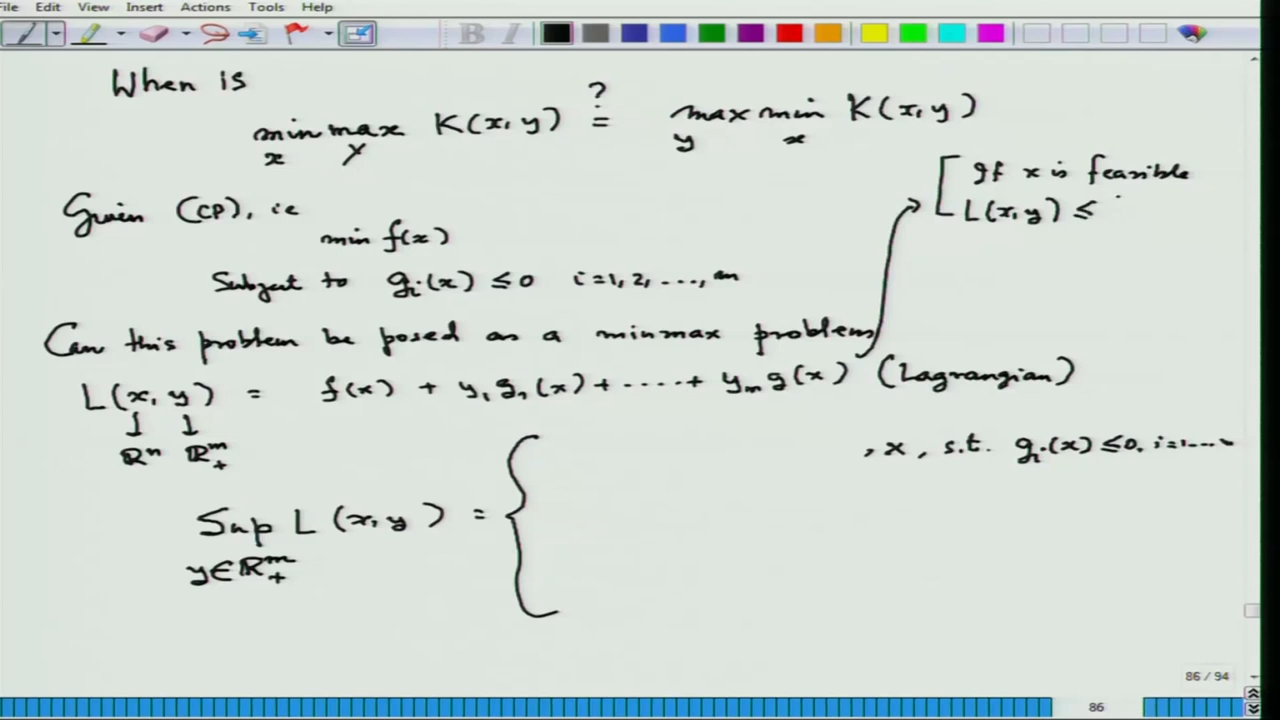 File Edit View Insert Actions Tools Help
B I
When is
min max K(x, y) ?= max min K(x, y)
x y y x
If x is feasible
L(x, y) ≤
Given (CP), ie
min f(x)
Subject to gi(x) ≤ 0 i=1, 2, ...., m
Can this problem be posed as a minmax problem
L(x, y) = f(x) + y1 g1(x) + ..... + ym g(x) (Lagrangian)
↓ ↓
ℝn ℝm+
, x , s.t. gi(x) ≤ 0, i=1....
Sup L (x, y) = {
y∈ℝm+
86 / 94
86